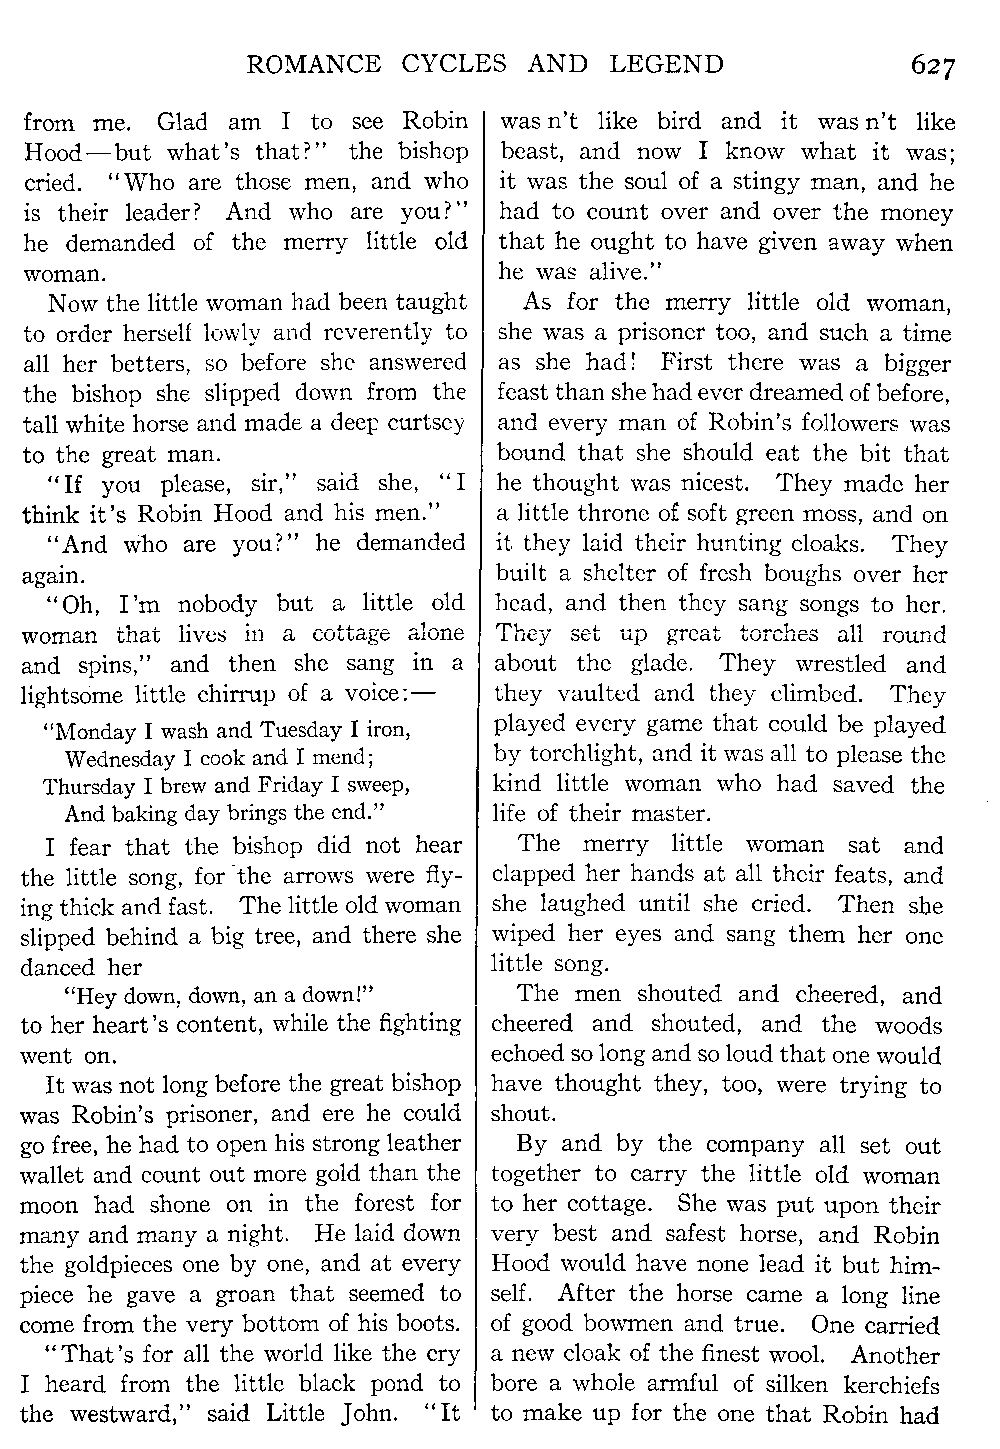 ROMANCE CYCLES AND LEGEND 627
from me. Glad am I to see Robin
Hood—but what's that?" the bishop
cried. "Who are those men, and who
is their leader? And who are you?"
he demanded of the merry little old
woman.
Now the little woman had been taught
to order herself lowly and reverently to
all her betters, so before she answered
the bishop she slipped down from the
tall white horse and made a deep curtsey
to the great man.
"If you please, sir," said she, "I
think it's Robin Hood and his men."
"And who are you?" he demanded
again.
"Oh, I'm nobody but a little old
woman that lives in a cottage alone
and spins," and then she sang in a
lightsome little chirrup of a voice:—
"Monday I wash and Tuesday I iron,
Wednesday I cook and I mend;
Thursday I brew and Friday I sweep,
And baking day brings the end."
I fear that the bishop did not hear
the little song, for the arrows were fly-
ing thick and fast. The little old woman
slipped behind a big tree, and there she
danced her
"Hey down, down, an a down!"
to her heart's content, while the fighting
went on.
It was not long before the great bishop
was Robin's prisoner, and ere he could
go free, he had to open his strong leather
wallet and count out more gold than the
moon had shone on in the forest for
many and many a night. He laid down
the goldpieces one by one, and at every
piece he gave a groan that seemed to
come from the very bottom of his boots.
"That's for all the world like the cry
I heard from the little black pond to
the westward," said Little John. "It
was n't like bird and it was n't like
beast, and now I know what it was;
it was the soul of a stingy man, and he
had to count over and over the money
that he ought to have given away when
he was alive."
As for the merry little old woman,
she was a prisoner too, and such a time
as she had! First there was a bigger
feast than she had ever dreamed of before,
and every man of Robin's followers was
bound that she should eat the bit that
he thought was nicest. They made her
a little throne of soft green moss, and on
it they laid their hunting cloaks. They
built a shelter of fresh boughs over her
head, and then they sang songs to her.
They set up great torches all round
about the glade. They wrestled and
they vaulted and they climbed. They
played every game that could be played
by torchlight, and it was all to please the
kind little woman who had saved the
life of their master.
The merry little woman sat and
clapped her hands at all their feats, and
she laughed until she cried. Then she
wiped her eyes and sang them her one
little song.
The men shouted and cheered, and
cheered and shouted, and the woods
echoed so long and so loud that one would
have thought they, too, were trying to
shout.
By and by the company all set out
together to carry the little old woman
to her cottage. She was put upon their
very best and safest horse, and Robin
Hood would have none lead it but him-
self. After the horse came a long line
of good bowmen and true. One carried
a new cloak of the finest wool. Another
bore a whole armful of silken kerchiefs
to make up for the one that Robin had